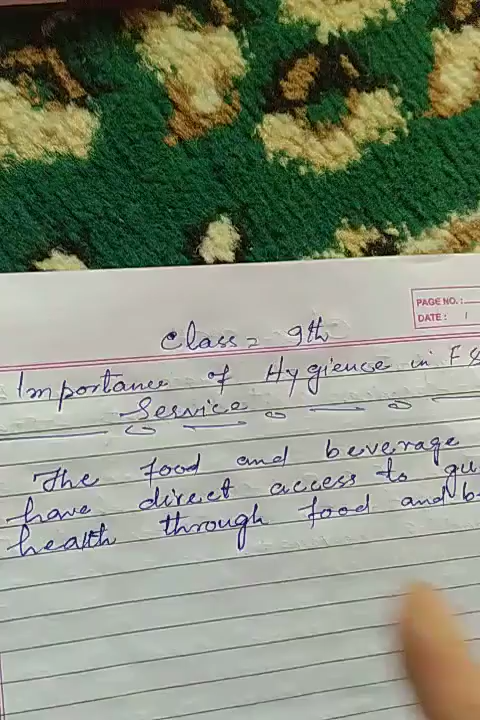 PAGE NO.:
DATE:
Class = 9th
Importance of Hygiense in F&
Service
The food and beverage
have direct access to gu
health through food and b